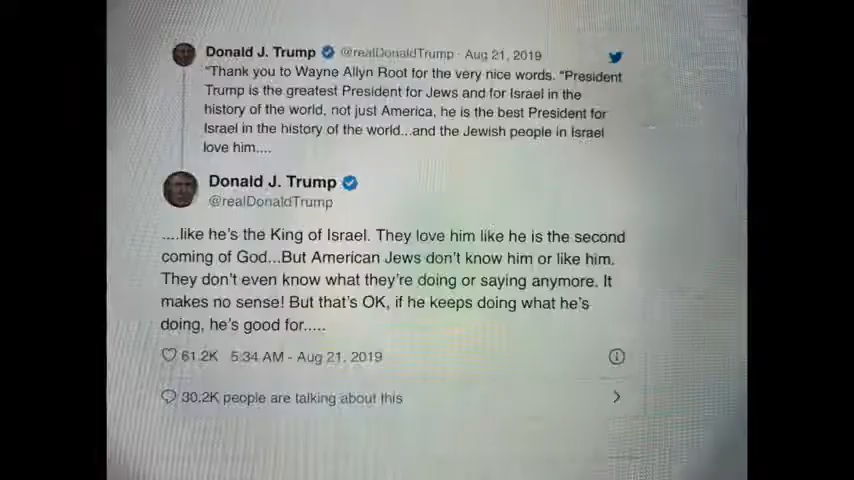 Donald J. Trump @realDonaldTrump · Aug 21, 2019
"Thank you to Wayne Allyn Root for the very nice words. "President
Trump is the greatest President for Jews and for Israel in the
history of the world, not just America, he is the best President for
Israel in the history of the world...and the Jewish people in Israel
love him....
Donald J. Trump
@realDonaldTrump
....like he's the King of Israel. They love him like he is the second
coming of God...But American Jews don't know him or like him.
They don't even know what they're doing or saying anymore. It
makes no sense! But that's OK, if he keeps doing what he's
doing, he's good for.....
61.2K 5:34 AM - Aug 21, 2019
30.2K people are talking about this